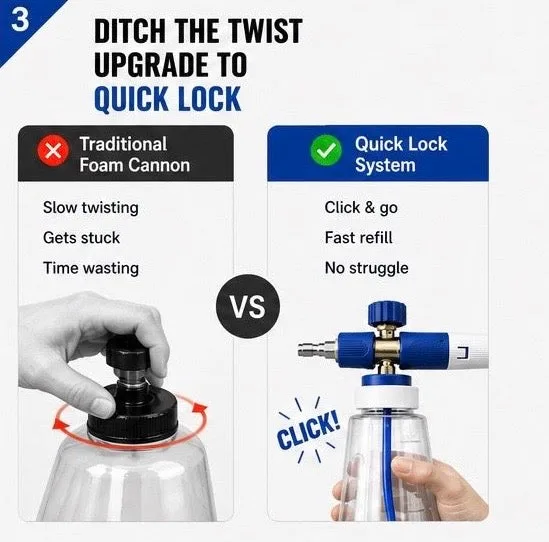 3
DITCH THE TWIST
UPGRADE TO
QUICK LOCK
Traditional
Foam Cannon
Slow twisting
Gets stuck
Time wasting
VS
Quick Lock
System
Click & go
Fast refill
No struggle
CLICK!